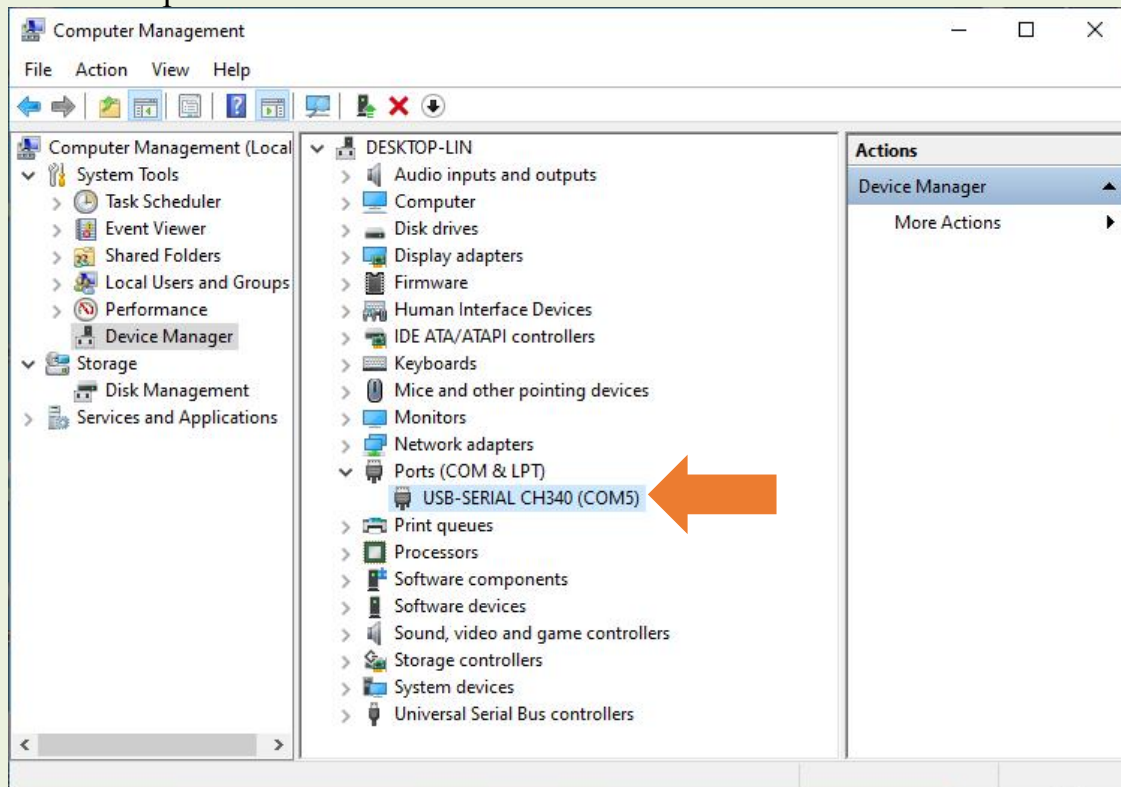 Computer Management
File Action View Help
Computer Management (Local
System Tools
Task Scheduler
Event Viewer
Shared Folders
Local Users and Groups
Performance
Device Manager
Storage
Disk Management
Services and Applications
DESKTOP-LIN
Audio inputs and outputs
Computer
Disk drives
Display adapters
Firmware
Human Interface Devices
IDE ATA/ATAPI controllers
Keyboards
Mice and other pointing devices
Monitors
Network adapters
Ports (COM & LPT)
USB-SERIAL CH340 (COM5)
Print queues
Processors
Software components
Software devices
Sound, video and game controllers
Storage controllers
System devices
Universal Serial Bus controllers
Actions
Device Manager
More Actions